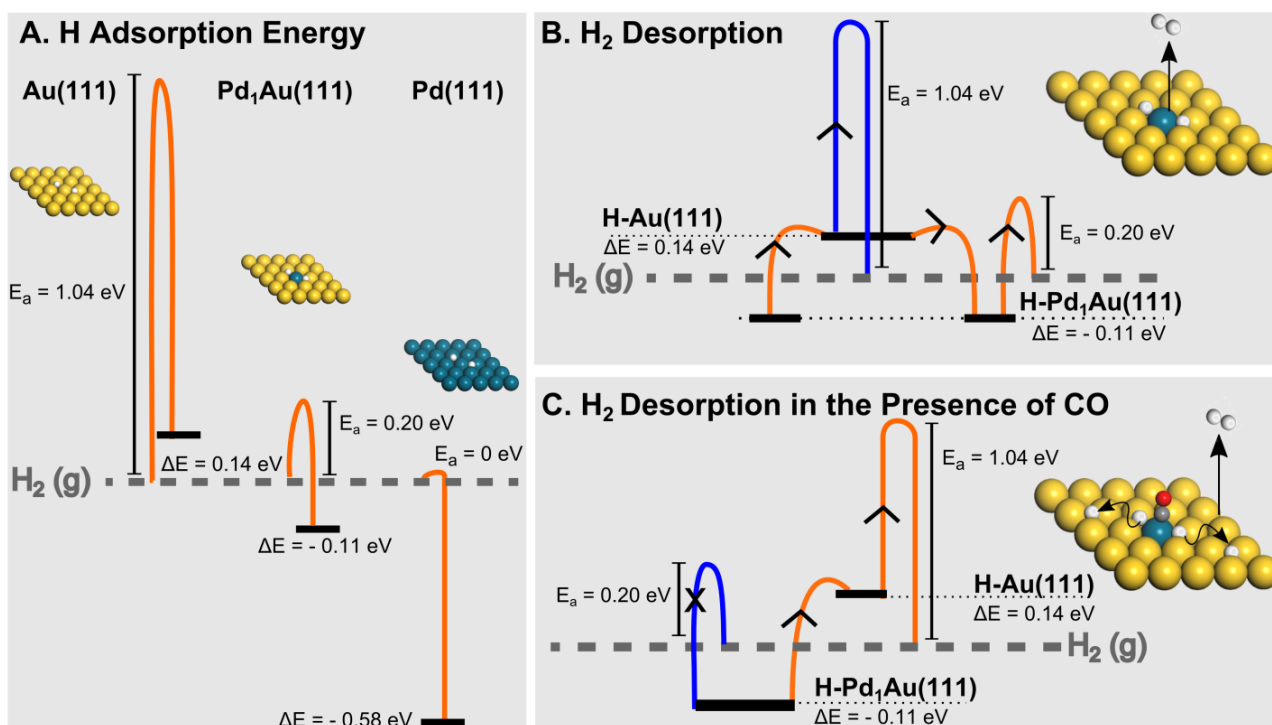 A. H Adsorption Energy
Au(111)
Pd₁Au(111)
Pd(111)
Eₐ = 1.04 eV
ΔE = 0.14 eV
Eₐ = 0.20 eV
Eₐ = 0 eV
H₂ (g)
ΔE = - 0.11 eV
ΔE = - 0.58 eV
B. H₂ Desorption
Eₐ = 1.04 eV
H-Au(111)
ΔE = 0.14 eV
Eₐ = 0.20 eV
H₂ (g)
H-Pd₁Au(111)
ΔE = - 0.11 eV
C. H₂ Desorption in the Presence of CO
Eₐ = 1.04 eV
Eₐ = 0.20 eV
X
H-Au(111)
ΔE = 0.14 eV
H₂ (g)
H-Pd₁Au(111)
ΔE = - 0.11 eV